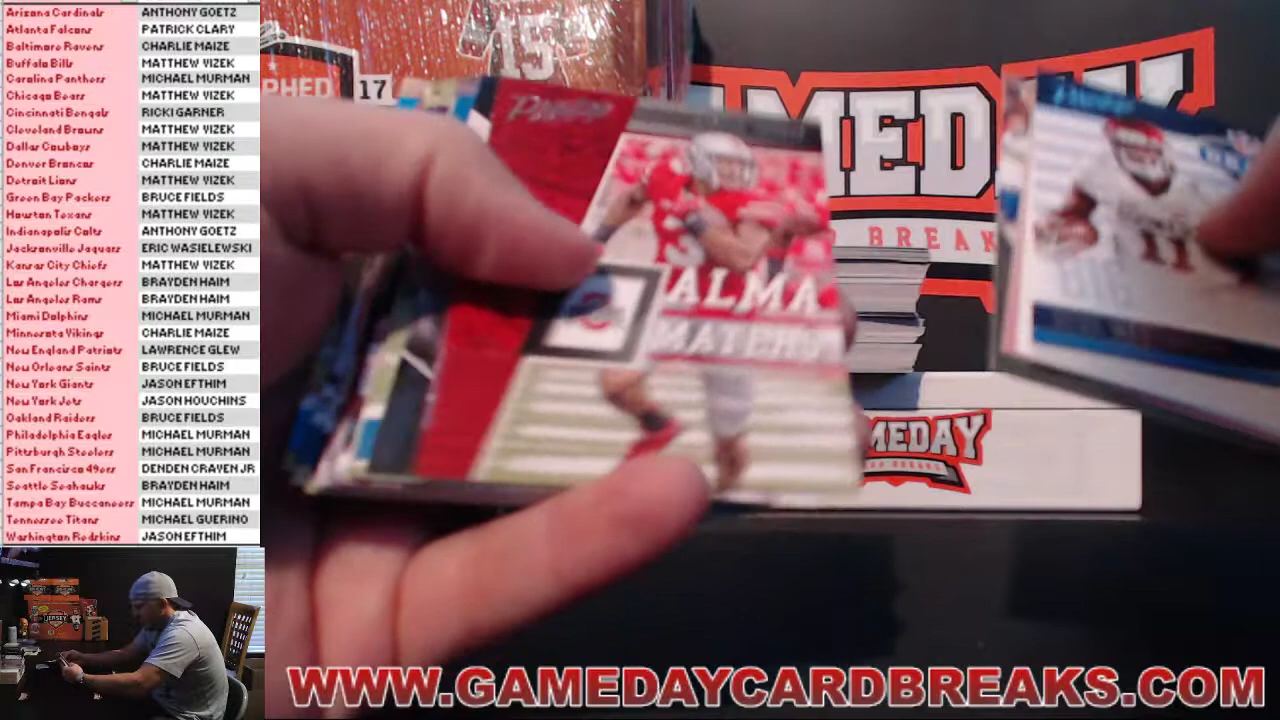 Arizona Cardinals ANTHONY GOETZ
Atlanta Falcons PATRICK CLARY
Baltimore Ravens CHARLIE MAIZE
Buffalo Bills MATTHEW VIZEK
Carolina Panthers MICHAEL MURMAN
Chicago Bears MATTHEW VIZEK
Cincinnati Bengals RICKI GARNER
Cleveland Browns MATTHEW VIZEK
Dallas Cowboys MATTHEW VIZEK
Denver Broncos CHARLIE MAIZE
Detroit Lions MATTHEW VIZEK
Green Bay Packers BRUCE FIELDS
Houston Texans MATTHEW VIZEK
Indianapolis Colts ANTHONY GOETZ
Jacksonville Jaguars ERIC WASIELEWSKI
Kansas City Chiefs MATTHEW VIZEK
Los Angeles Chargers BRAYDEN HAIM
Los Angeles Rams BRAYDEN HAIM
Miami Dolphins MICHAEL MURMAN
Minnesota Vikings CHARLIE MAIZE
New England Patriots LAWRENCE GLEW
New Orleans Saints BRUCE FIELDS
New York Giants JASON EFTHIM
New York Jets JASON HOUCHINS
Oakland Raiders BRUCE FIELDS
Philadelphia Eagles MICHAEL MURMAN
Pittsburgh Steelers MICHAEL MURMAN
San Francisco 49ers DENDEN CRAVEN JR
Seattle Seahawks BRAYDEN HAIM
Tampa Bay Buccaneers MICHAEL MURMAN
Tennessee Titans MICHAEL GUERINO
Washington Redskins JASON EFTHIM
15
PHED 17
MED
BREAK
Prestige
ALMA
MATERS
11
MEDAY
WWW.GAMEDAYCARDBREAKS.COM